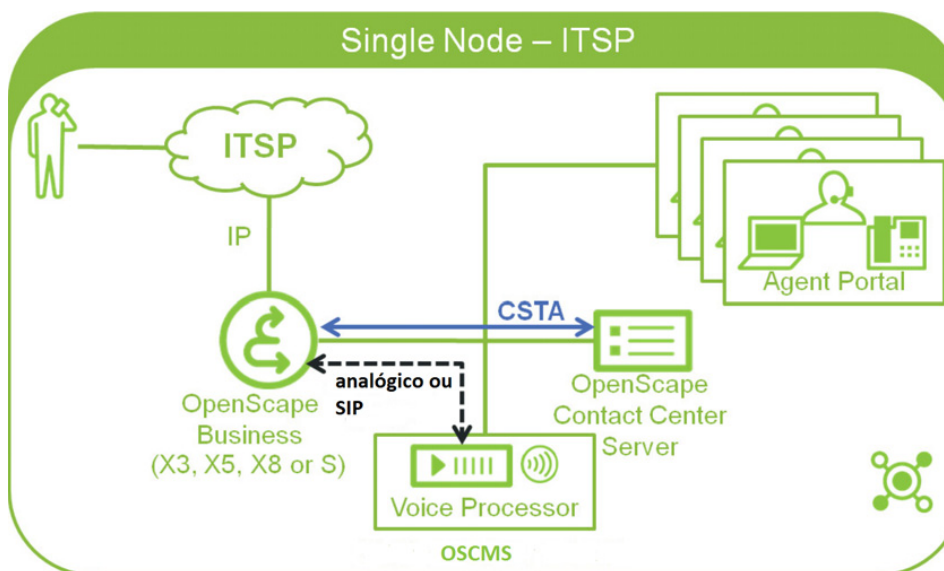 Single Node – ITSP
ITSP
IP
Agent Portal
CSTA
analógico ou
SIP
OpenScape
Business
(X3, X5, X8 or S)
OpenScape
Contact Center
Server
Voice Processor
OSCMS